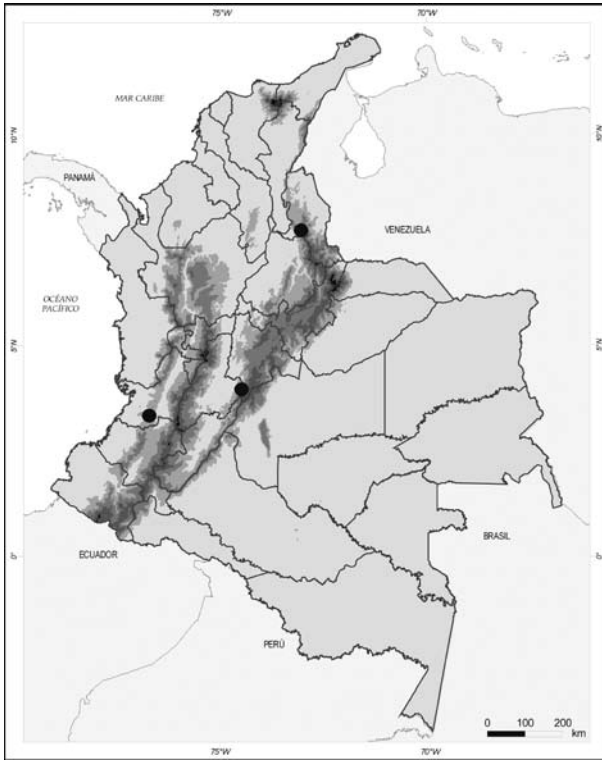 75°W
70°W
MAR CARIBE
10°N
10°N
PANAMÁ
VENEZUELA
OCÉANO
PACÍFICO
5°N
5°N
BRASIL
ECUADOR
0°
0°
PERÚ
0 100 200
km
75°W
70°W